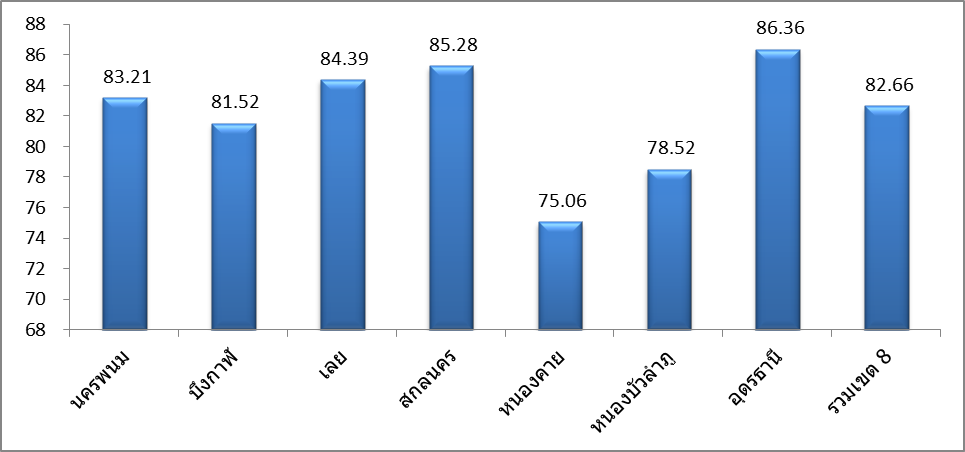 88
86
84
82
80
78
76
74
72
70
68
83.21
81.52
84.39
85.28
75.06
78.52
86.36
82.66
นครพนม
บึงกาฬ
เลย
สกลนคร
หนองคาย
หนองบัวลำภู
อุดรธานี
รวมเขต 8